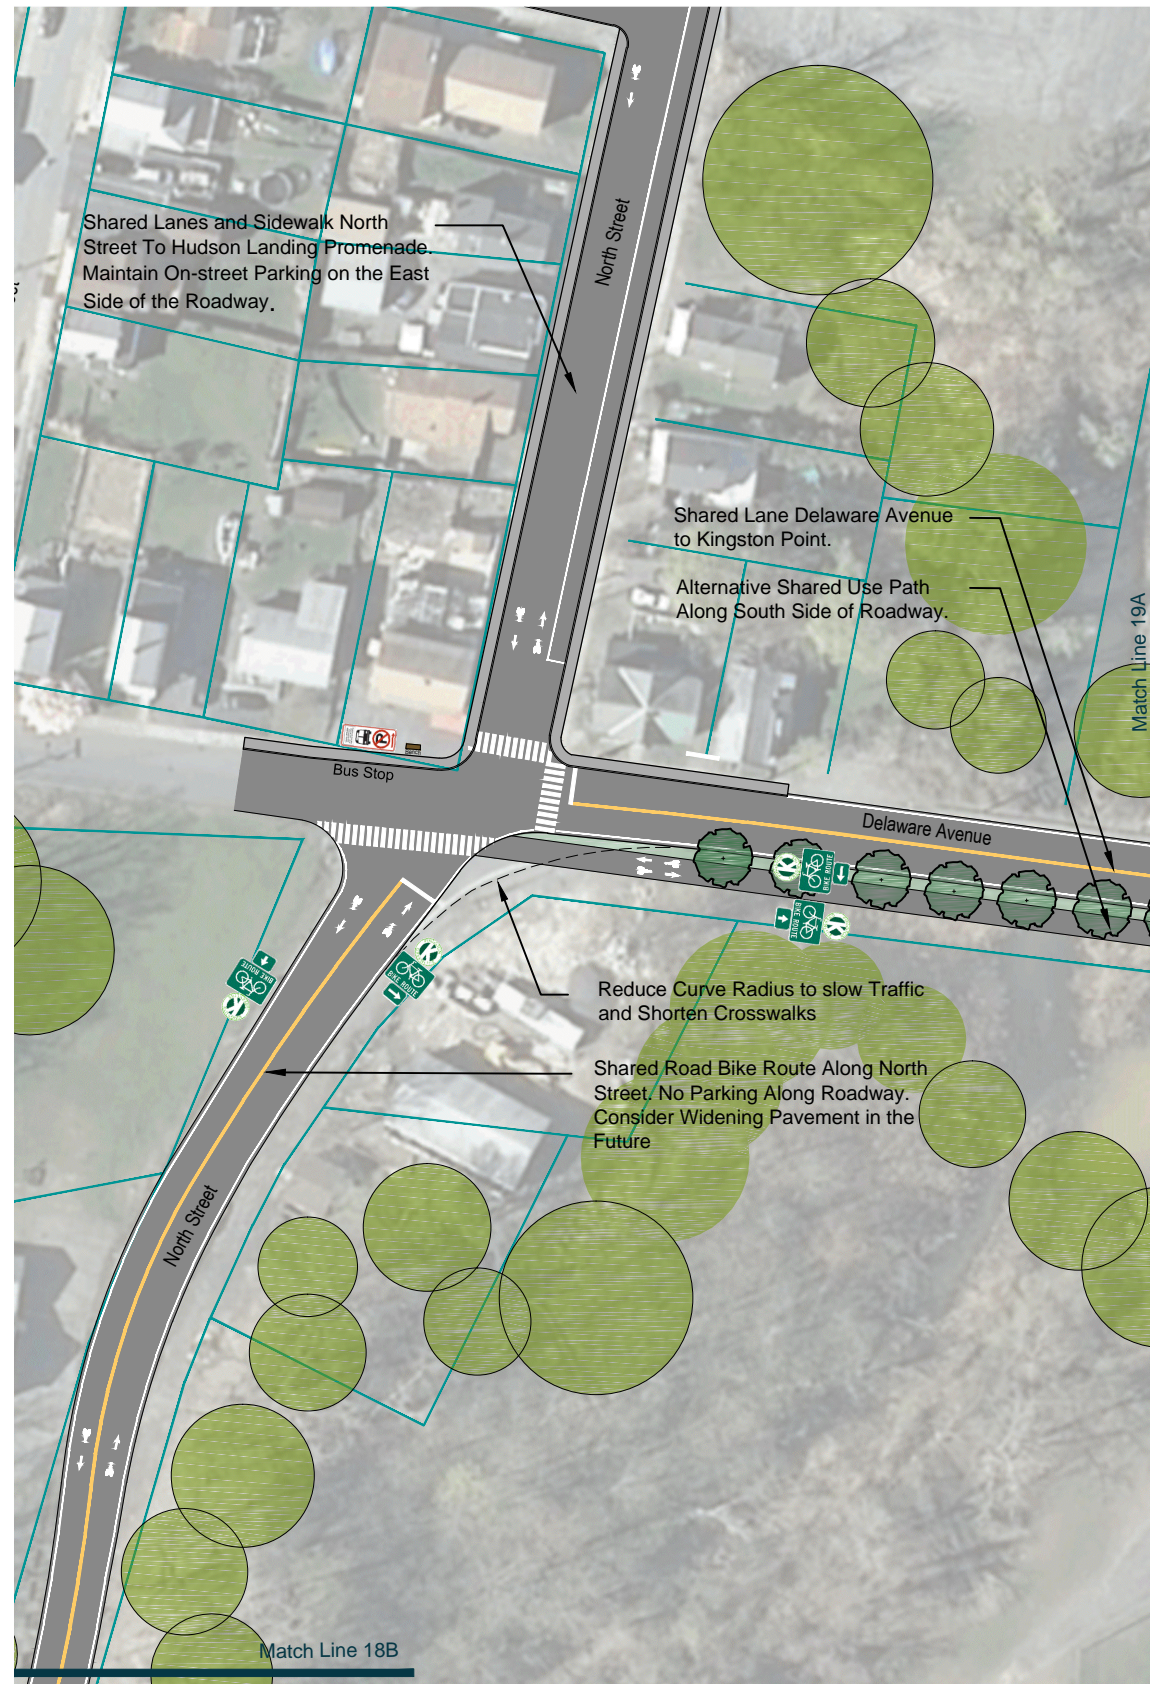 Shared Lanes and Sidewalk North
Street To Hudson Landing Promenade.
Maintain On-street Parking on the East
Side of the Roadway.
North Street
Shared Lane Delaware Avenue
to Kingston Point.
Alternative Shared Use Path
Along South Side of Roadway.
Match Line 19A
Bus Stop
Delaware Avenue
BIKE ROUTE
BIKE ROUTE
BIKE ROUTE
BIKE ROUTE
K
K
K
K
Reduce Curve Radius to slow Traffic
and Shorten Crosswalks
Shared Road Bike Route Along North
Street. No Parking Along Roadway.
Consider Widening Pavement in the
Future
North Street
Match Line 18B